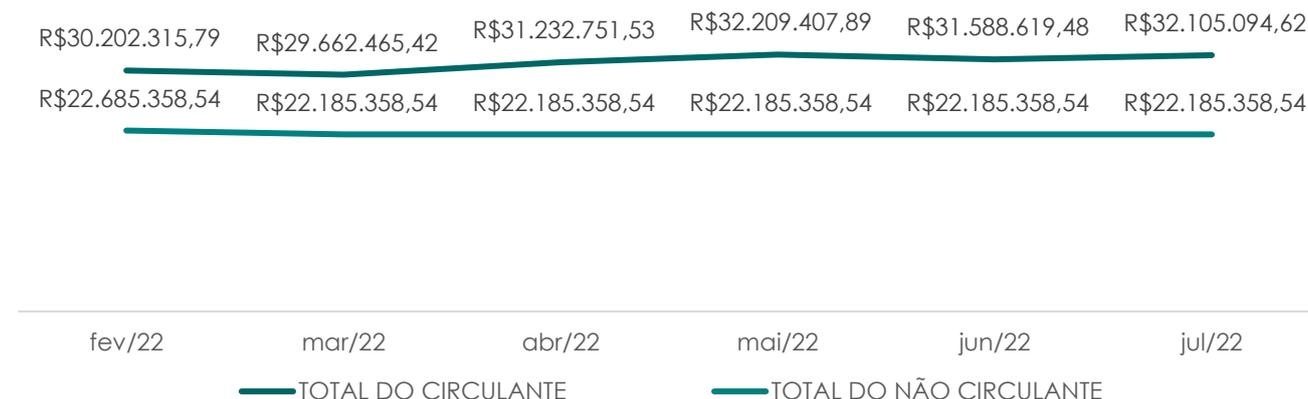 R$30.202.315,79 R$29.662.465,42 R$31.232.751,53 R$32.209.407,89 R$31.588.619,48 R$32.105.094,62
R$22.685.358,54 R$22.185.358,54 R$22.185.358,54 R$22.185.358,54 R$22.185.358,54 R$22.185.358,54
fev/22 mar/22 abr/22 mai/22 jun/22 jul/22
TOTAL DO CIRCULANTE TOTAL DO NÃO CIRCULANTE